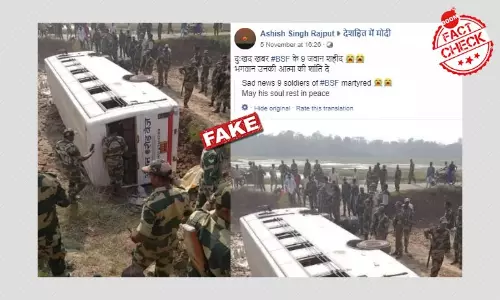 Ashish Singh Rajput ▸ देशहित में मोदी
5 November at 16:26
दुःखद खबर #BSF के 9 जवान शहीद 😭😭
भगवान उनकी आत्मा की शांति दे
Sad news 9 soldiers of #BSF martyred 😭😭
May his soul rest in peace
Hide original · Rate this translation
FAKE
BOOM
FACT
CHECK